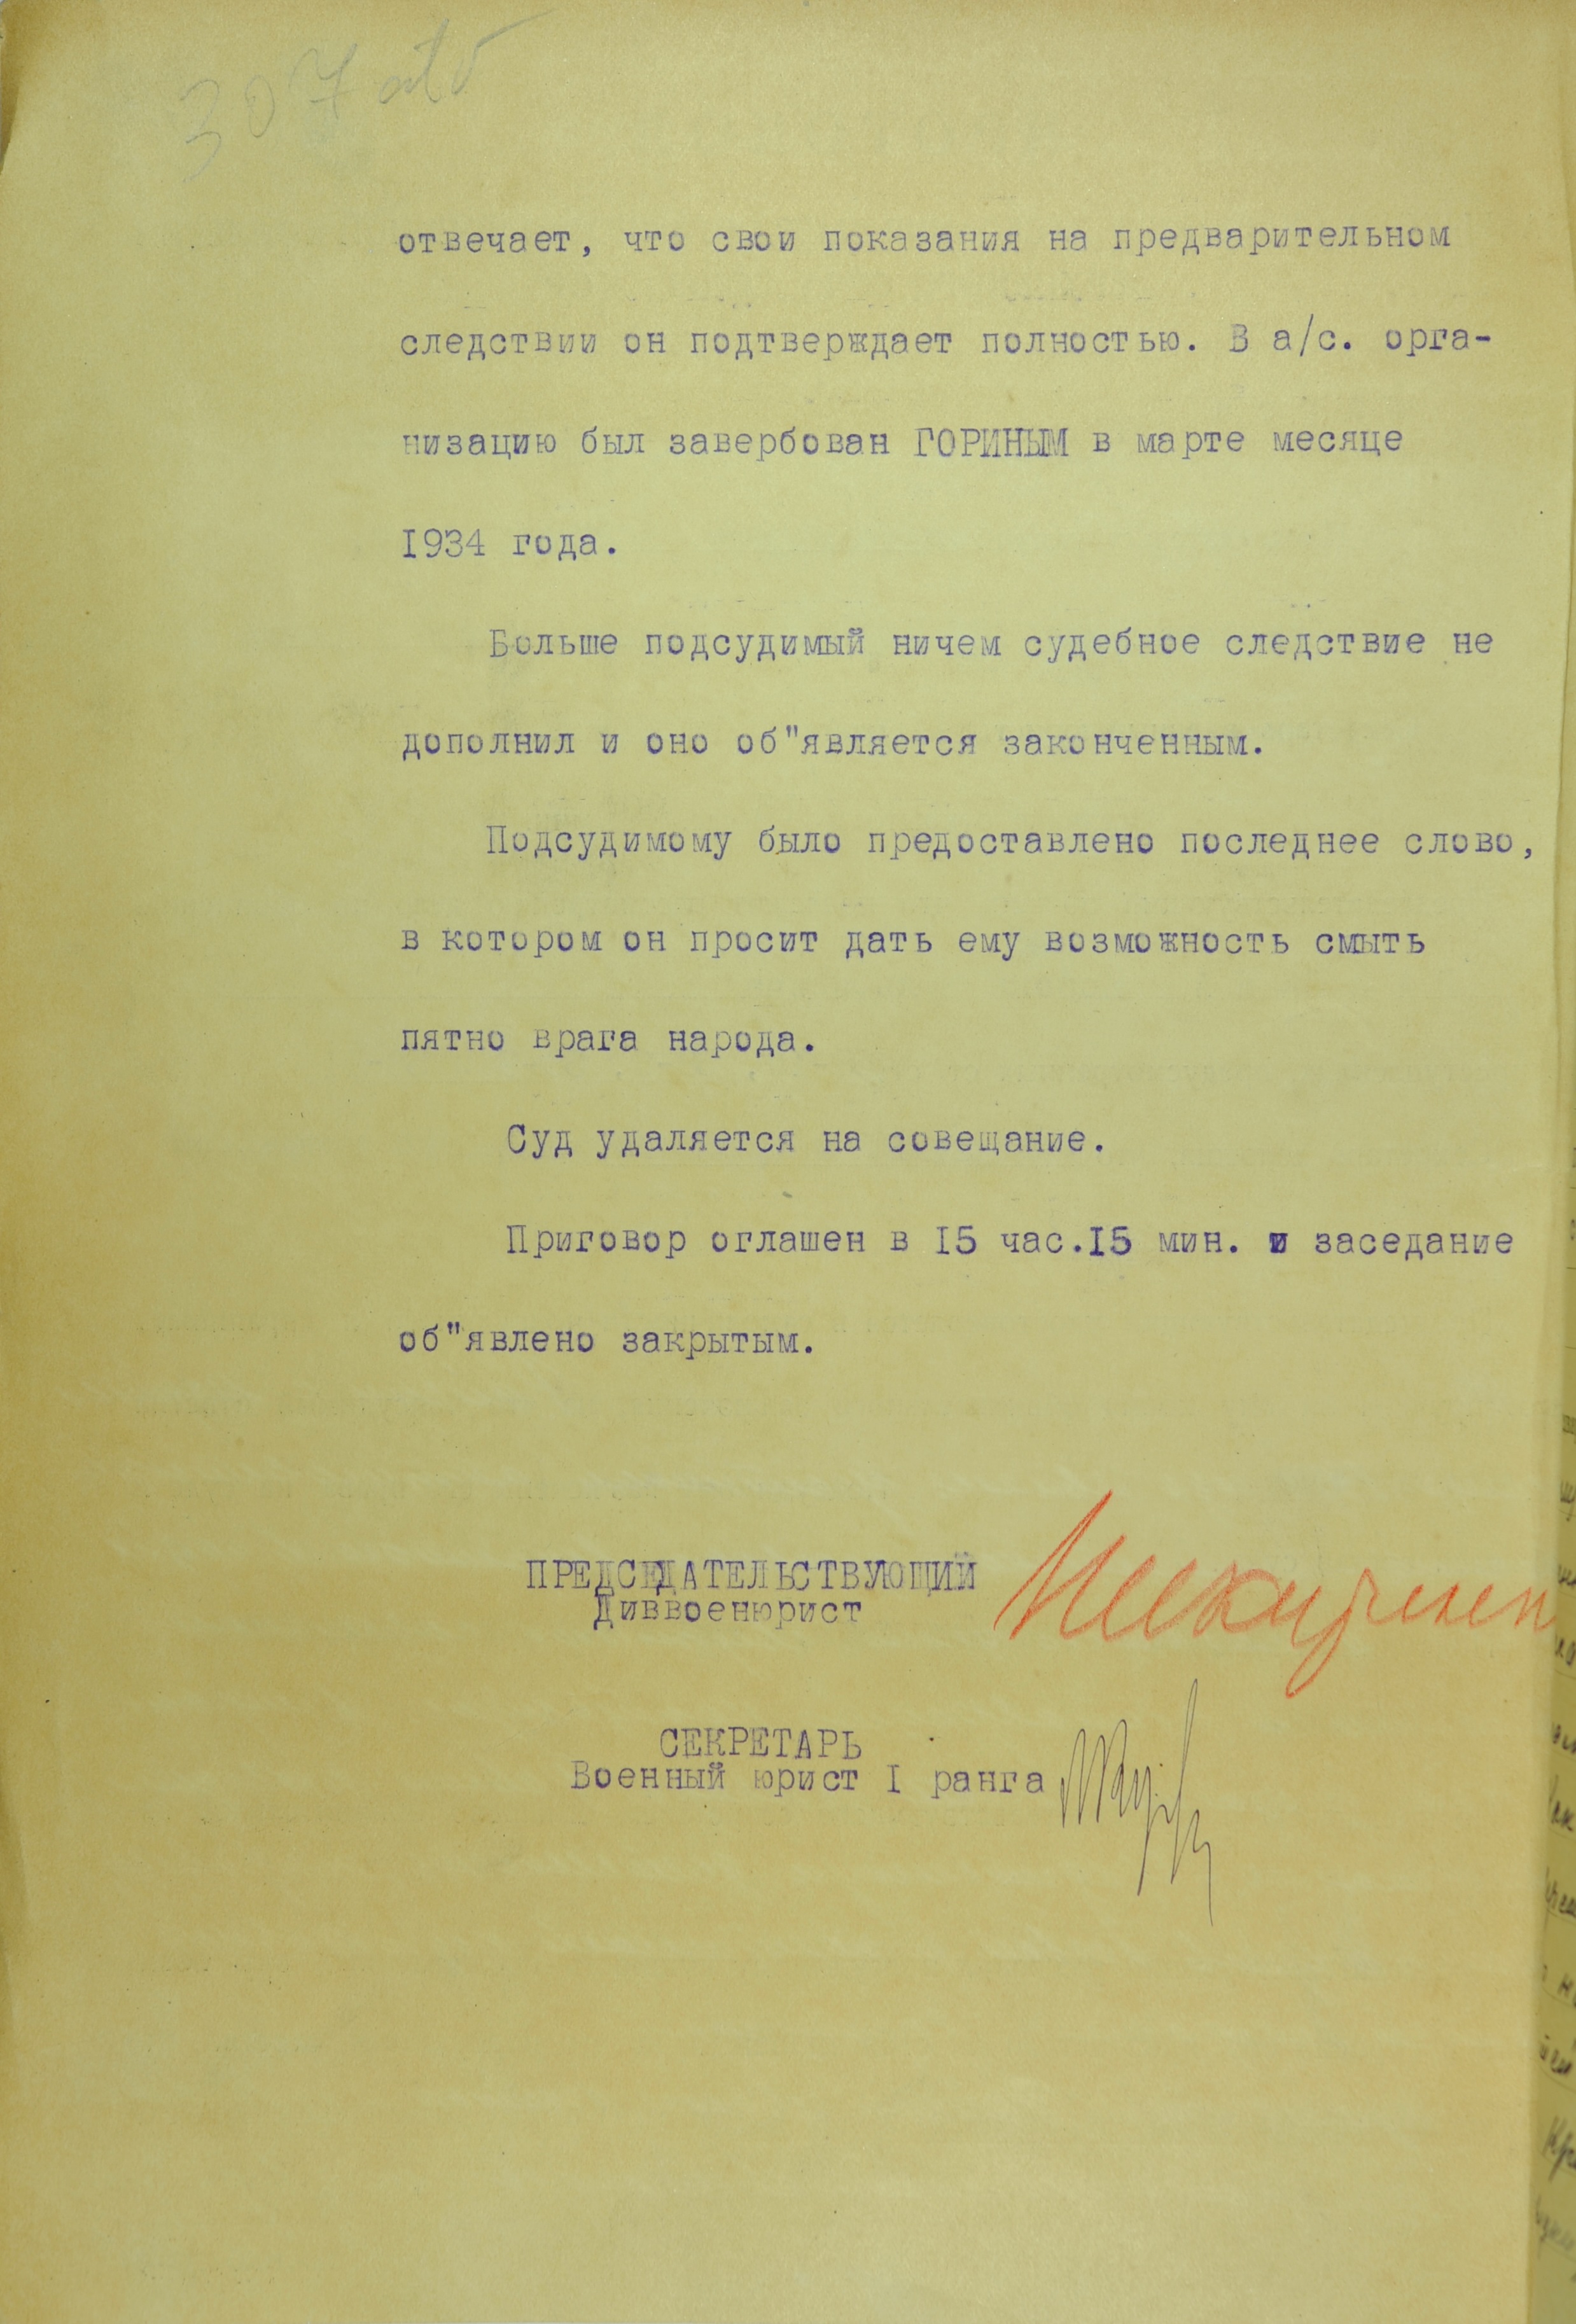 307 об
отвечает, что свои показания на предварительном
следствии он подтверждает полностью. В а/с. орга-
низацию был завербован ГОРИНЫМ в марте месяце
1934 года.
Больше подсудимый ничем судебное следствие не
дополнил и оно об"является законченным.
Подсудимому было предоставлено последнее слово,
в котором он просит дать ему возможность смыть
пятно врага народа.
Суд удаляется на совещание.
Приговор оглашен в 15 час.15 мин. и заседание
об"явлено закрытым.
ПРЕДСЕДАТЕЛЬСТВУЮЩИЙ
Диввоенюрист
СЕКРЕТАРЬ
Военный юрист I ранга